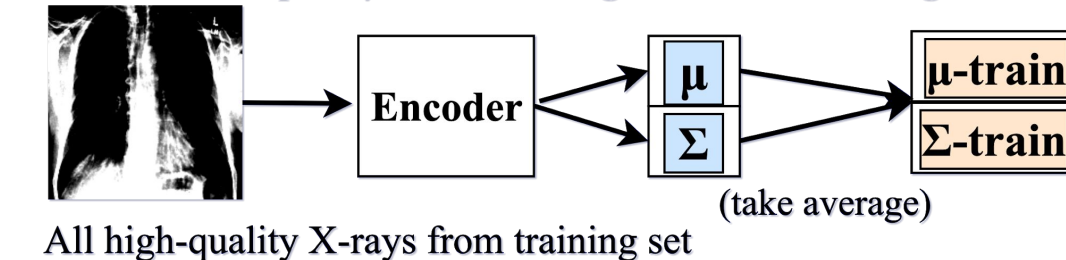 L
Encoder
μ
Σ
μ-train
Σ-train
(take average)
All high-quality X-rays from training set